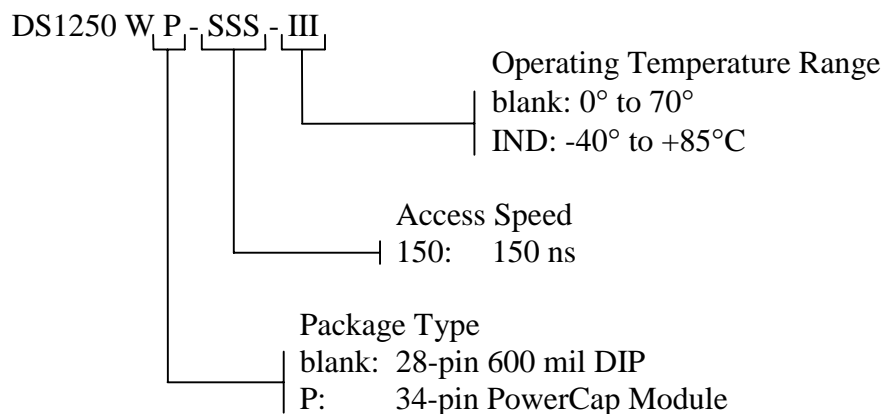 DS1250 W P - SSS - III
Operating Temperature Range
blank: 0° to 70°
IND: -40° to +85°C
Access Speed
150: 150 ns
Package Type
blank: 28-pin 600 mil DIP
P: 34-pin PowerCap Module